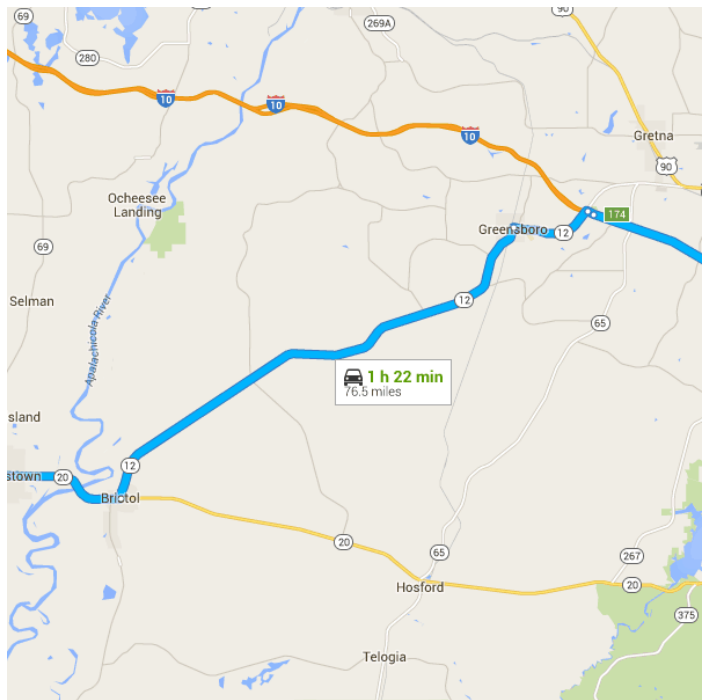 69
90
280
269A
10
10
10
Gretna
90
Ocheesee
Landing
174
Greensboro
12
69
Selman
12
65
Apalachicola River
1 h 22 min
76.5 miles
sland
12
stown
20
Bristol
20
65
267
Hosford
20
375
Telogia